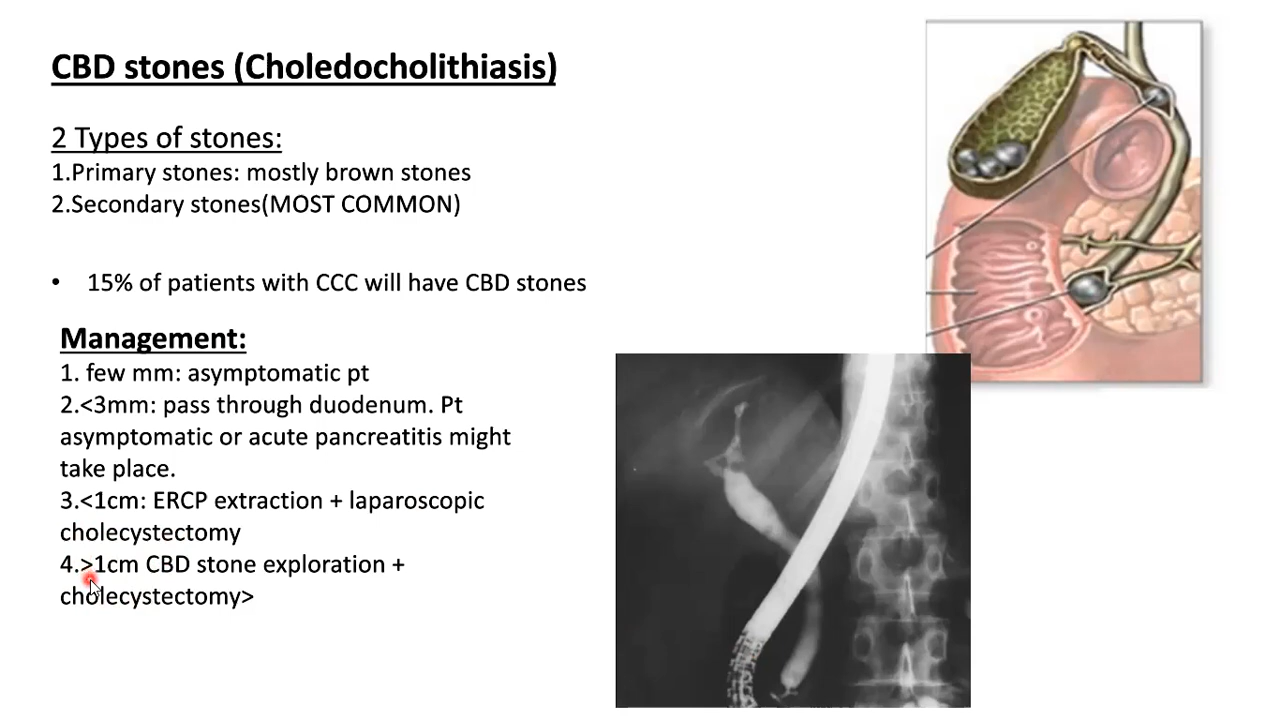 CBD stones (Choledocholithiasis)
2 Types of stones:
1.Primary stones: mostly brown stones
2.Secondary stones(MOST COMMON)
• 15% of patients with CCC will have CBD stones
Management:
1. few mm: asymptomatic pt
2.<3mm: pass through duodenum. Pt
asymptomatic or acute pancreatitis might
take place.
3.<1cm: ERCP extraction + laparoscopic
cholecystectomy
4.>1cm CBD stone exploration +
cholecystectomy>